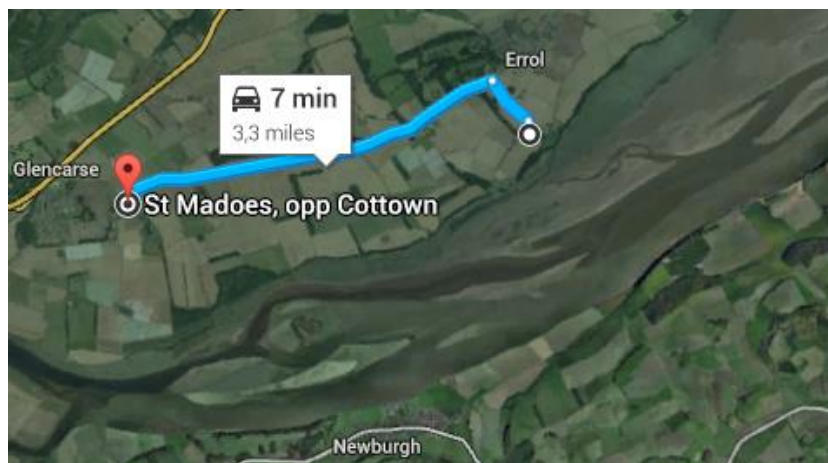 Errol
7 min
3,3 miles
Glencarse
St Madoes, opp Cottown
Newburgh